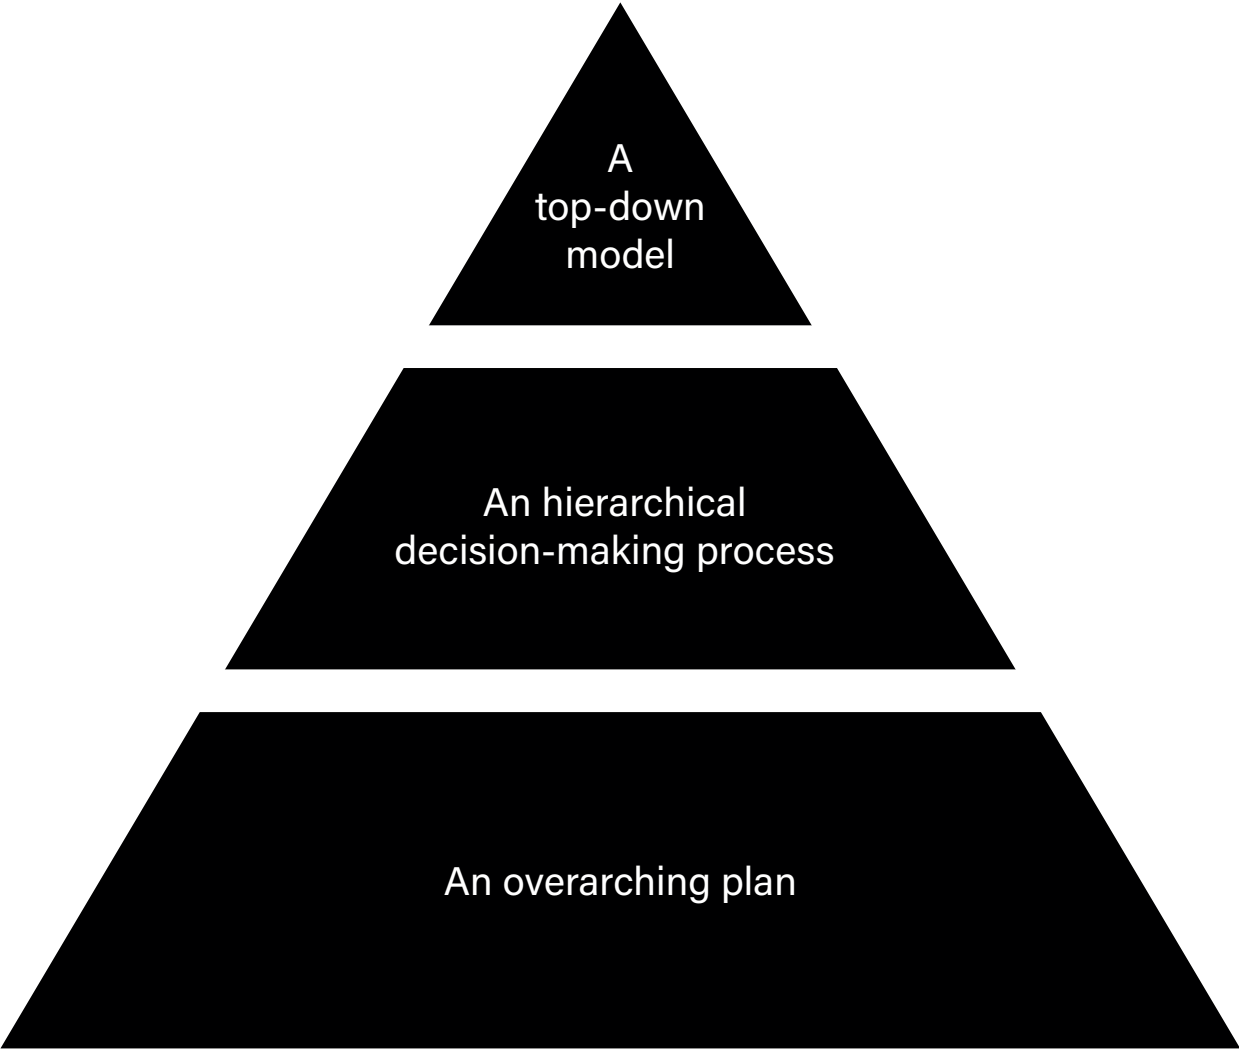 A
top-down
model
An hierarchical
decision-making process
An overarching plan